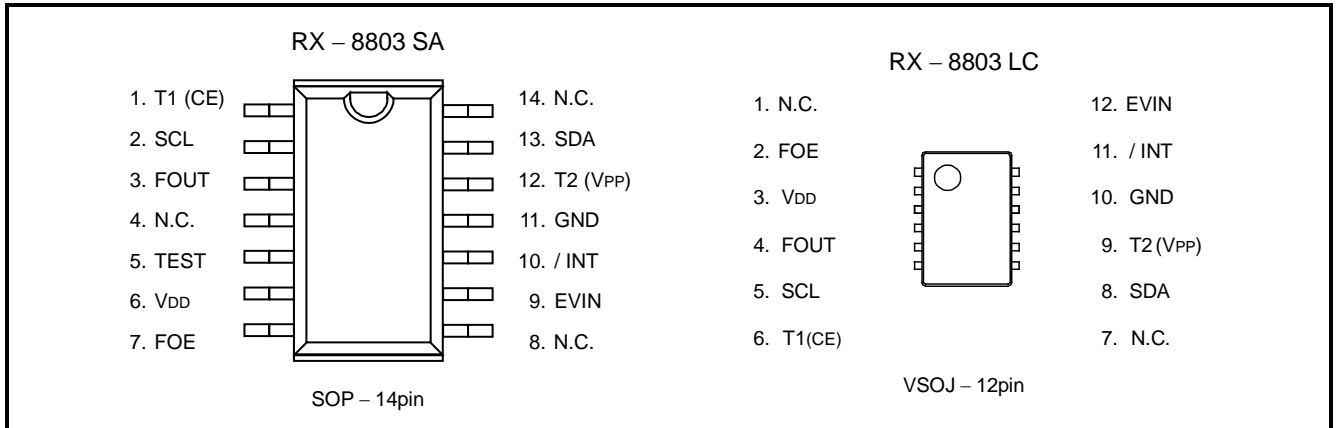 RX – 8803 SA
1. T1 (CE)
2. SCL
3. FOUT
4. N.C.
5. TEST
6. VDD
7. FOE
14. N.C.
13. SDA
12. T2 (VPP)
11. GND
10. / INT
9. EVIN
8. N.C.
SOP – 14pin
RX – 8803 LC
1. N.C.
2. FOE
3. VDD
4. FOUT
5. SCL
6. T1(CE)
12. EVIN
11. / INT
10. GND
9. T2 (VPP)
8. SDA
7. N.C.
VSOJ – 12pin